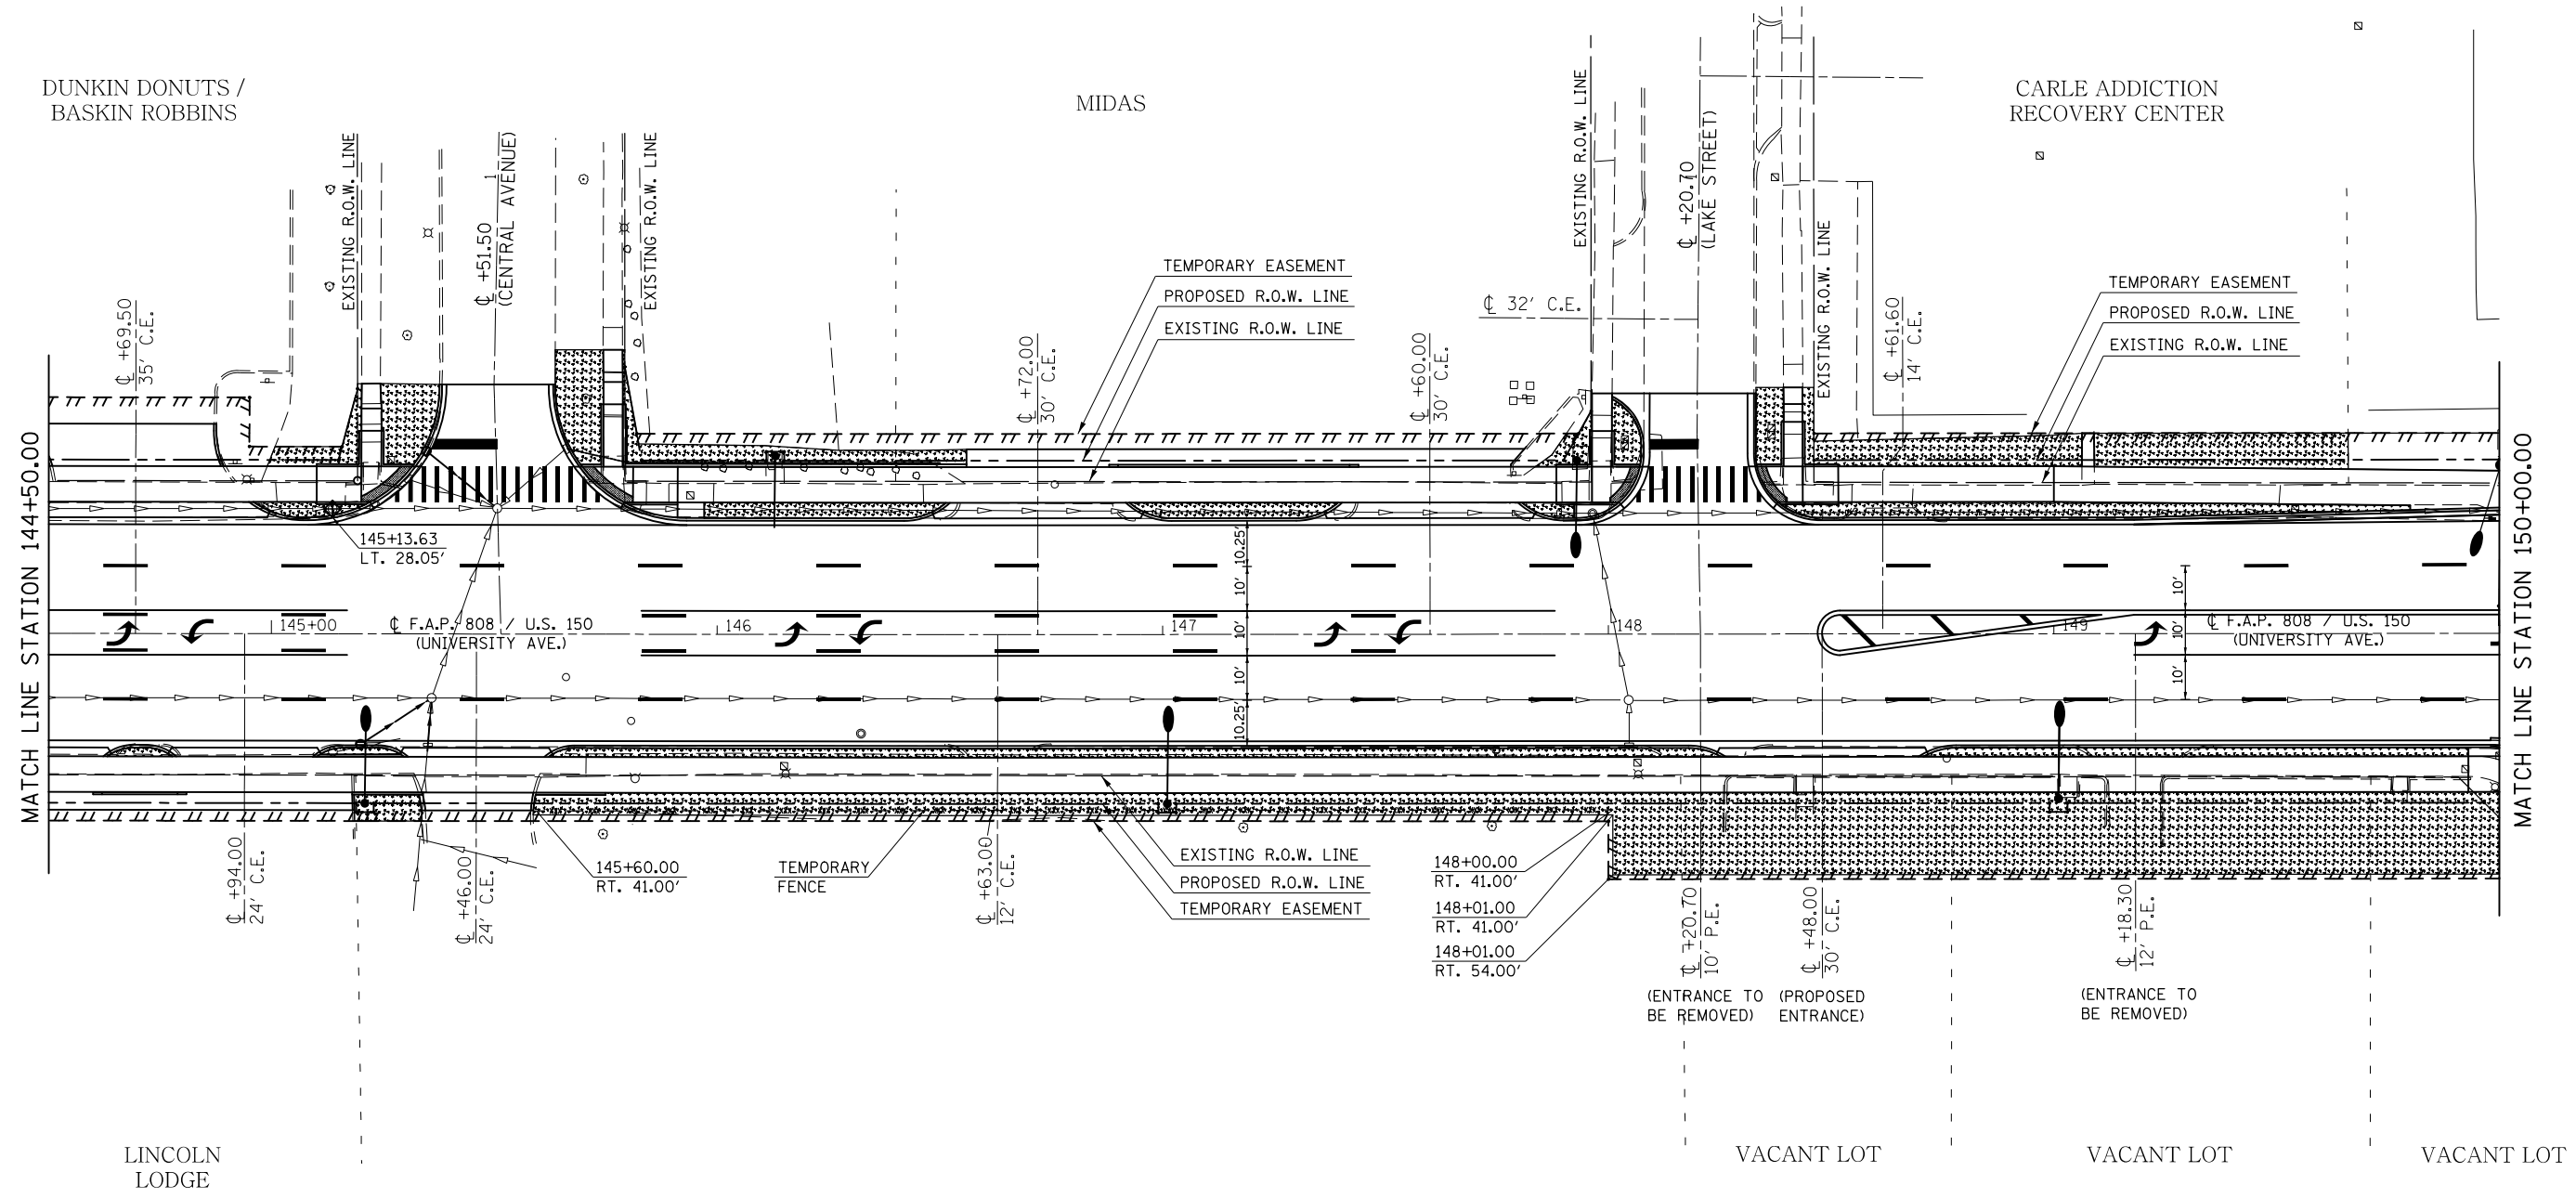 DUNKIN DONUTS /
BASKIN ROBBINS
MIDAS
CARLE ADDICTION
RECOVERY CENTER
EXISTING R.O.W. LINE
℄ +51.50
(CENTRAL AVENUE)
1
EXISTING R.O.W. LINE
EXISTING R.O.W. LINE
℄ +20.70
(LAKE STREET)
EXISTING R.O.W. LINE
TEMPORARY EASEMENT
PROPOSED R.O.W. LINE
EXISTING R.O.W. LINE
TEMPORARY EASEMENT
PROPOSED R.O.W. LINE
EXISTING R.O.W. LINE
℄ +69.50
35' C.E.
℄ +72.00
30' C.E.
℄ +60.00
30' C.E.
℄ 32' C.E.
℄ +61.60
14' C.E.
MATCH LINE STATION 144+50.00
MATCH LINE STATION 150+00.00
145+13.63
LT. 28.05'
10.25'
10'
10'
10'
10.25'
10'
10'
10'
145+00
℄ F.A.P. 808 / U.S. 150
(UNIVERSITY AVE.)
146
147
148
149
℄ F.A.P. 808 / U.S. 150
(UNIVERSITY AVE.)
℄ +94.00
24' C.E.
℄ +46.00
24' C.E.
145+60.00
RT. 41.00'
TEMPORARY
FENCE
℄ +63.00
12' C.E.
EXISTING R.O.W. LINE
PROPOSED R.O.W. LINE
TEMPORARY EASEMENT
148+00.00
RT. 41.00'
148+01.00
RT. 41.00'
148+01.00
RT. 54.00'
℄ +20.70
10' P.E.
℄ +48.00
30' C.E.
℄ +18.30
12' P.E.
(ENTRANCE TO
BE REMOVED)
(PROPOSED
ENTRANCE)
(ENTRANCE TO
BE REMOVED)
LINCOLN
LODGE
VACANT LOT
VACANT LOT
VACANT LOT